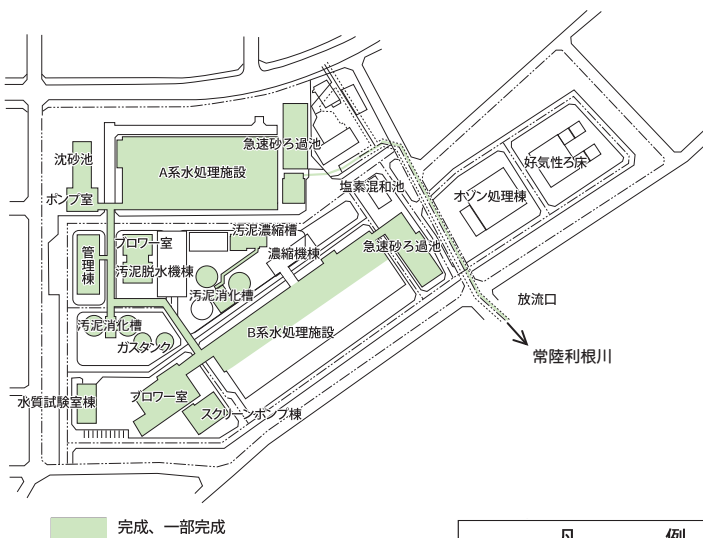 急速砂ろ過池
沈砂池
A系水処理施設
好気性ろ床
塩素混和池
ポンプ室
オゾン処理棟
汚泥濃縮槽
ブロワー室
急速砂ろ過池
管理棟
濃縮機棟
汚泥脱水機棟
汚泥消化槽
放流口
汚泥消化槽
B系水処理施設
ガスタンク
常陸利根川
ブロワー室
水質試験室棟
スクリーンポンプ棟
完成、一部完成
凡 例